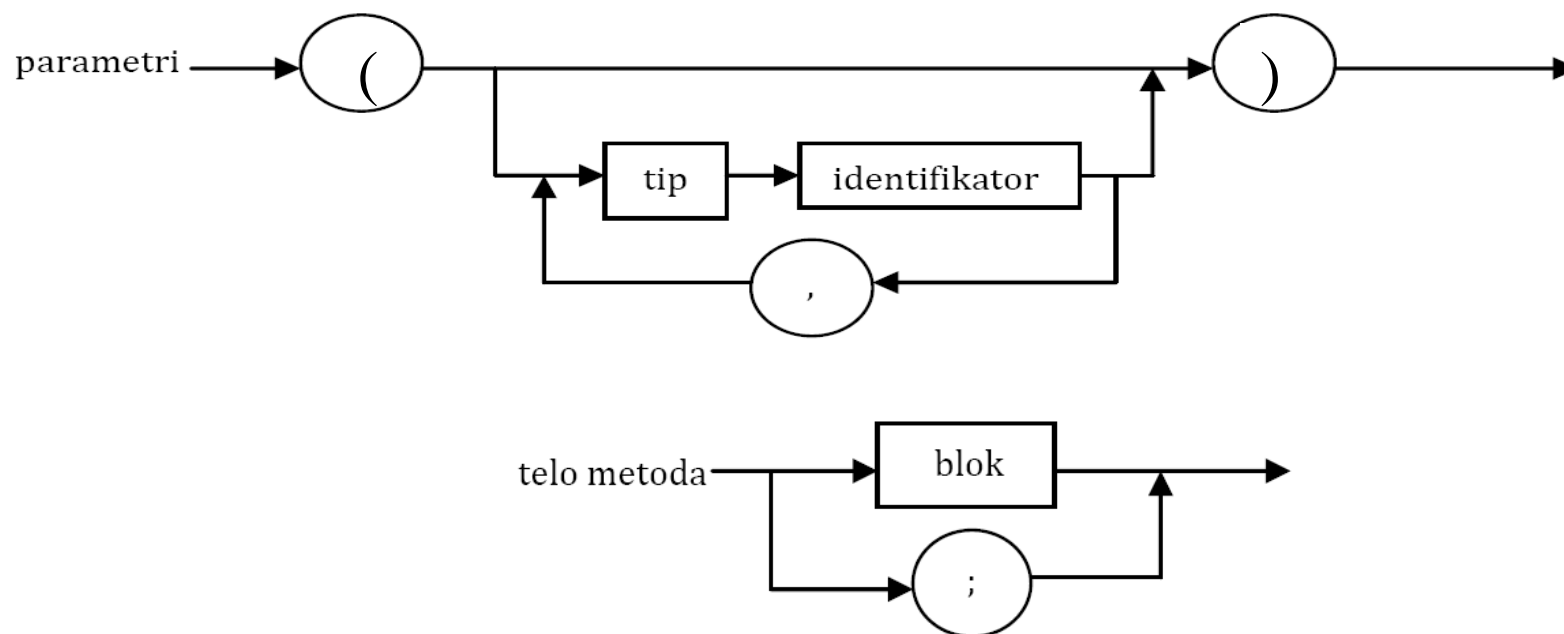 parametri ( )
tip identifikator
,
telo metoda blok
;